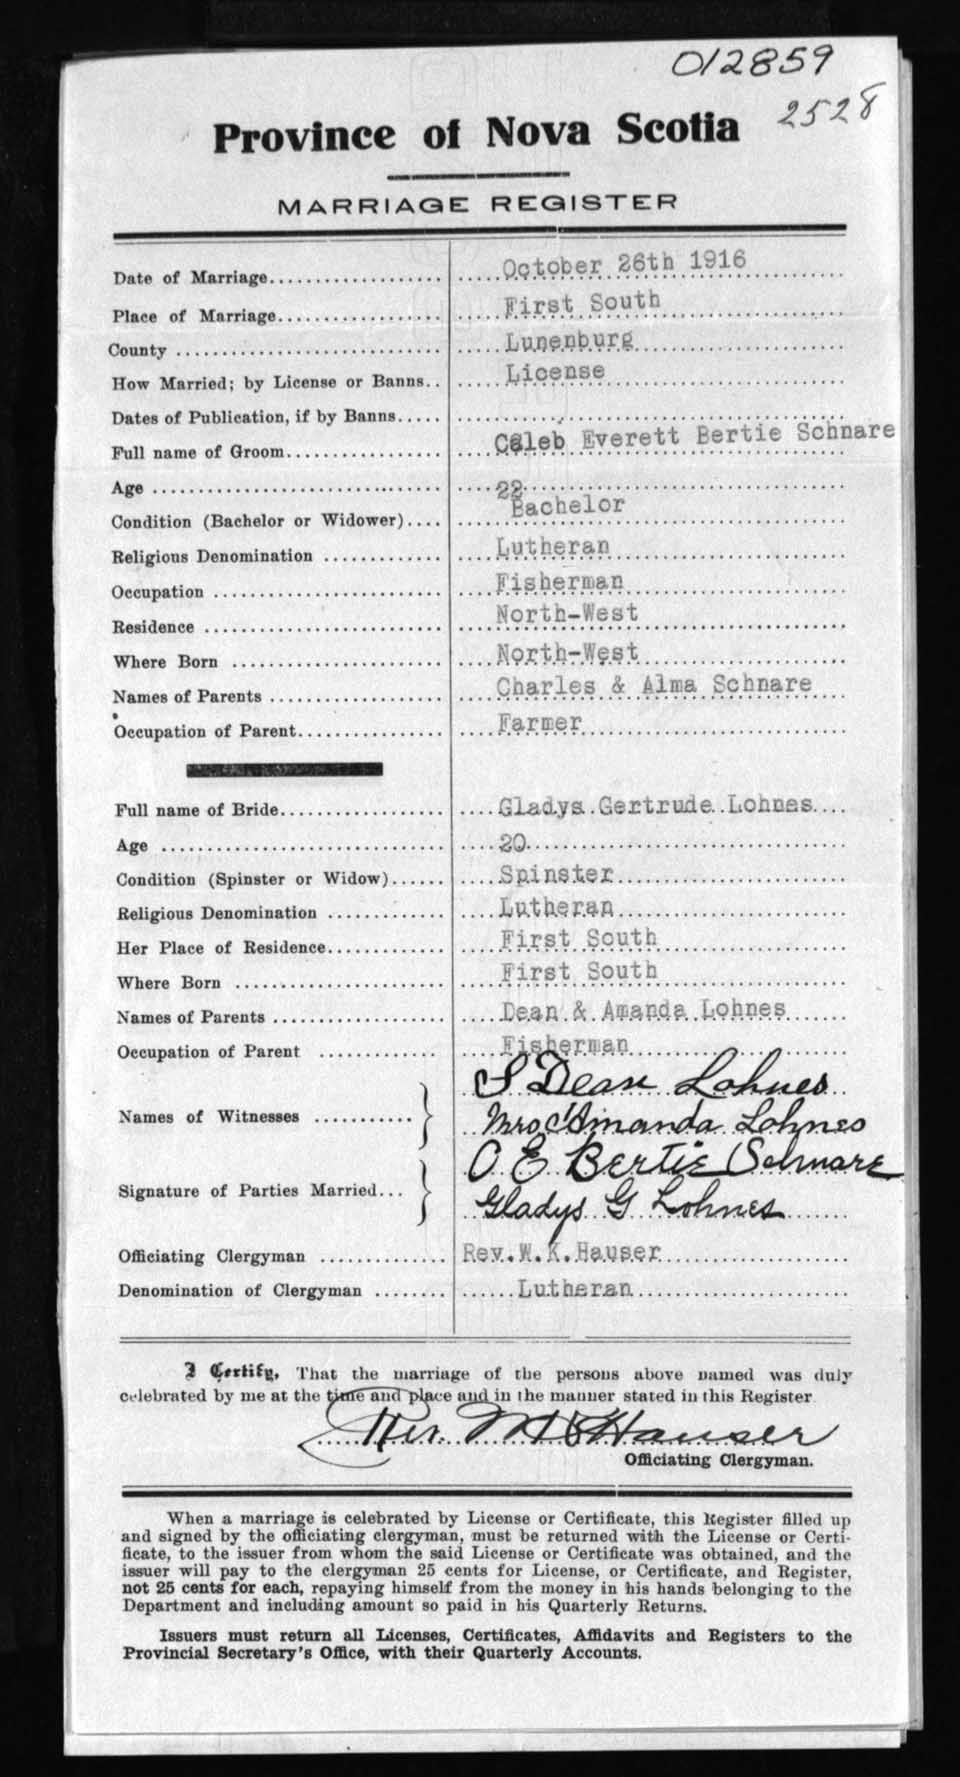 012859
2528
Province of Nova Scotia
MARRIAGE REGISTER
Date of Marriage.................... October 26th 1916
Place of Marriage................... First South
County ............................. Lunenburg
How Married; by License or Banns.. License
Dates of Publication, if by Banns.....
Full name of Groom.................. Caleb Everett Bertie Schnare
Age ................................ 22
Condition (Bachelor or Widower).... Bachelor
Religious Denomination ............. Lutheran
Occupation ......................... Fisherman
Residence .......................... North-West
Where Born ......................... North-West
Names of Parents ................... Charles & Alma Schnare
Occupation of Parent................ Farmer
Full name of Bride.................. Gladys Gertrude Lohnes
Age ................................ 20
Condition (Spinster or Widow)...... Spinster
Religious Denomination ............. Lutheran
Her Place of Residence............. First South
Where Born ......................... First South
Names of Parents ................... Dean & Amanda Lohnes
Occupation of Parent ............. Fisherman
S Dean Lohnes
Names of Witnesses ...........
Mrs Amanda Lohnes
C E Bertie Schnare
Signature of Parties Married...
Gladys G Lohnes
Officiating Clergyman .............. Rev. W. K. Hauser
Denomination of Clergyman ........ Lutheran
I Certify, That the marriage of the persons above named was duly
celebrated by me at the time and place and in the manner stated in this Register
Rev. W K Hauser
Officiating Clergyman.
When a marriage is celebrated by License or Certificate, this Register filled up
and signed by the officiating clergyman, must be returned with the License or Certi-
ficate, to the issuer from whom the said License or Certificate was obtained, and the
issuer will pay to the clergyman 25 cents for License, or Certificate, and Register,
not 25 cents for each, repaying himself from the money in his hands belonging to the
Department and including amount so paid in his Quarterly Returns.
Issuers must return all Licenses, Certificates, Affidavits and Registers to the
Provincial Secretary's Office, with their Quarterly Accounts.